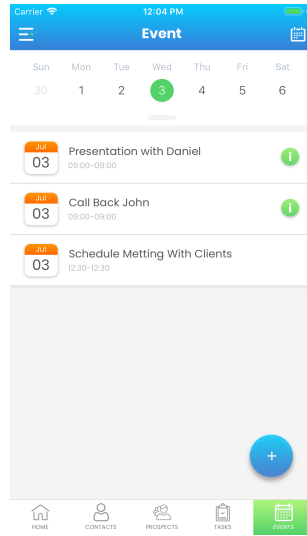 Carrier 12:04 PM
Event
Sun Mon Tue Wed Thu Fri Sat
30 1 2 3 4 5 6
Jul
03
Presentation with Daniel
09:00-09:00
i
Jul
03
Call Back John
09:00-09:00
i
Jul
03
Schedule Metting With Clients
12:30-12:30
+
HOME CONTACTS PROSPECTS TASKS EVENTS